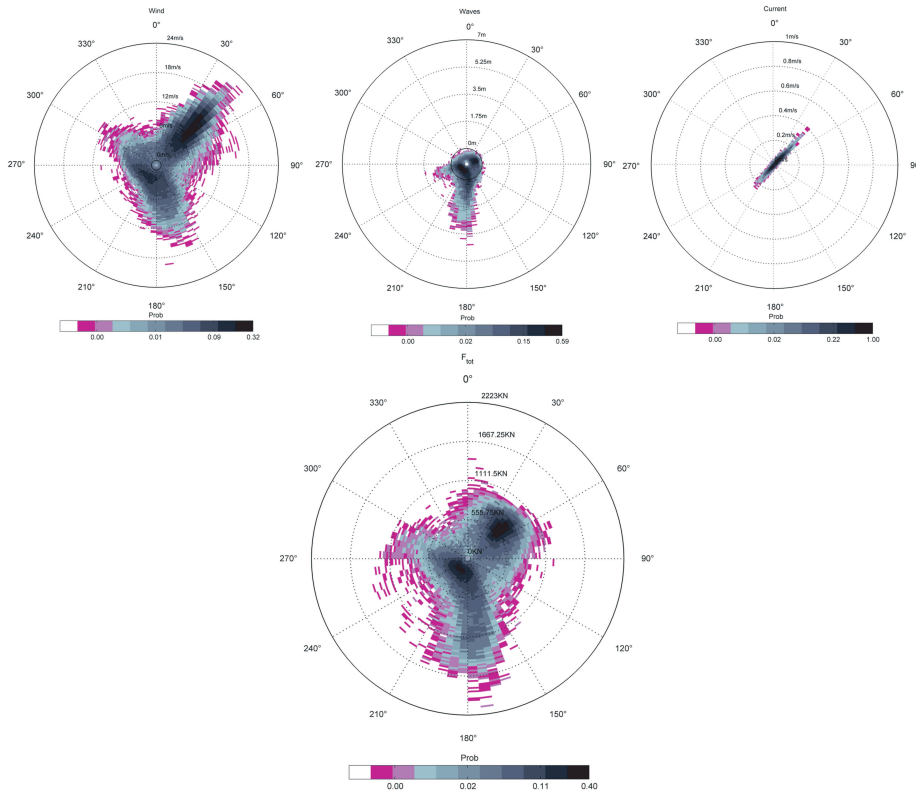 Wind
0°
24m/s
330°
30°
18m/s
300°
60°
12m/s
0m/s
270°
90°
240°
120°
210°
150°
180°
Prob
0.00 0.01 0.09 0.32
Waves
0°
7m
330°
30°
5.25m
300°
60°
3.5m
1.75m
0m
270°
90°
240°
120°
210°
150°
180°
Prob
0.00 0.02 0.15 0.59
Current
0°
1m/s
330°
30°
0.8m/s
300°
60°
0.6m/s
0.4m/s
0.2m/s
270°
90°
240°
120°
210°
150°
180°
Prob
0.00 0.02 0.22 1.00
F_tot
0°
2223KN
330°
30°
1667.25KN
300°
60°
1111.5KN
555.75KN
0KN
270°
90°
240°
120°
210°
150°
180°
Prob
0.00 0.02 0.11 0.40